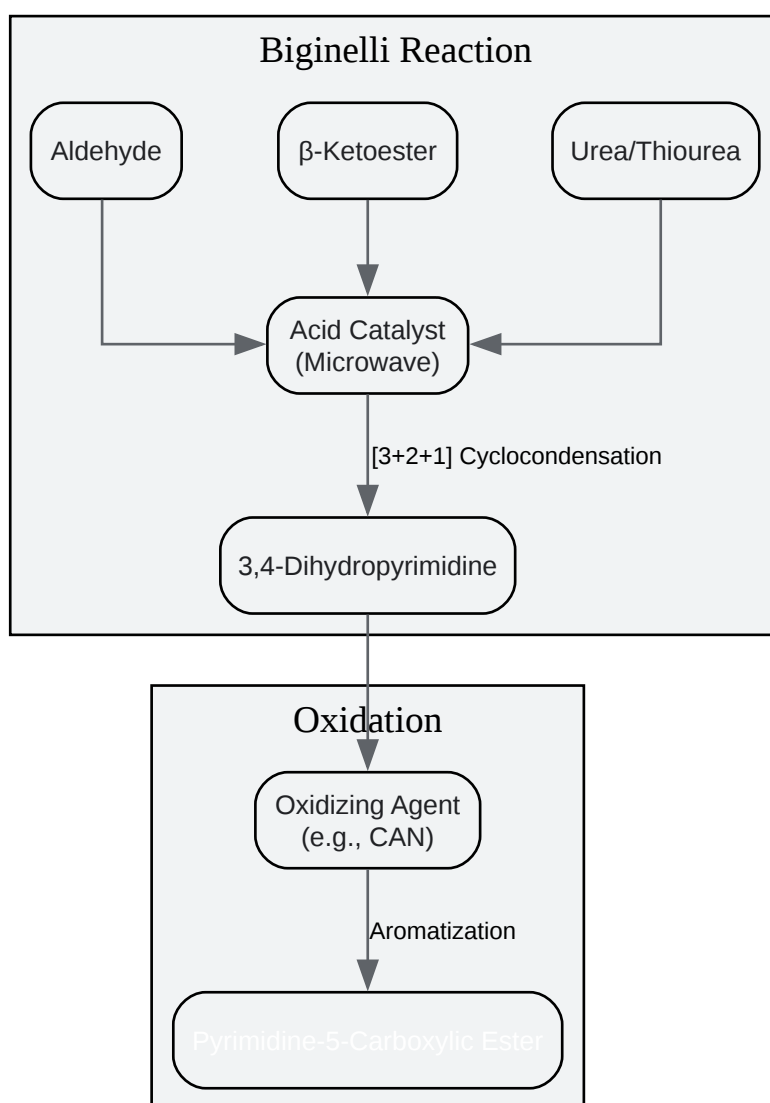 Biginelli Reaction
Aldehyde
β-Ketoester
Urea/Thiourea
Acid Catalyst
(Microwave)
[3+2+1] Cyclocondensation
3,4-Dihydropyrimidine
Oxidation
Oxidizing Agent
(e.g., CAN)
Aromatization
Pyrimidine-5-Carboxylic Ester